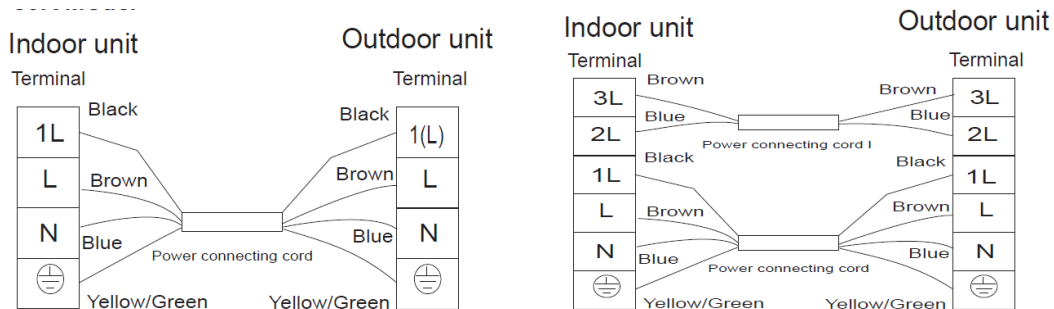 Indoor unit
Outdoor unit
Terminal
Terminal
Black
Black
1L
1(L)
L
Brown
Brown
L
N
Blue
Blue
N
Power connecting cord
Yellow/Green
Yellow/Green
Indoor unit
Outdoor unit
Terminal
Terminal
Brown
Brown
3L
3L
Blue
Blue
2L
2L
Power connecting cord I
Black
Black
1L
1L
L
Brown
Brown
L
N
Blue
Blue
N
Power connecting cord
Yellow/Green
Yellow/Green